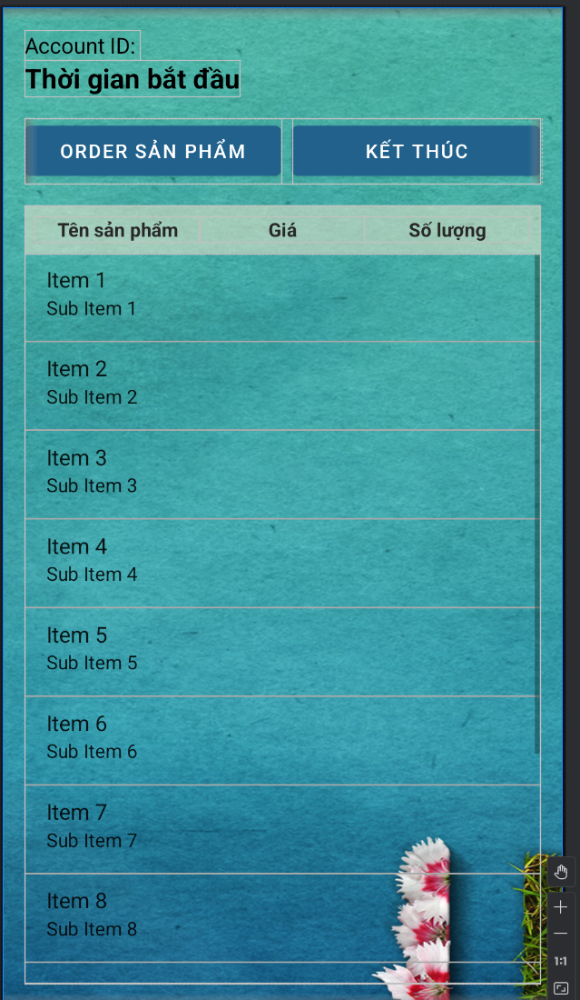 Account ID:
Thời gian bắt đầu
ORDER SẢN PHẨM KẾT THÚC
Tên sản phẩm Giá Số lượng
Item 1
Sub Item 1
Item 2
Sub Item 2
Item 3
Sub Item 3
Item 4
Sub Item 4
Item 5
Sub Item 5
Item 6
Sub Item 6
Item 7
Sub Item 7
Item 8
Sub Item 8
1:1